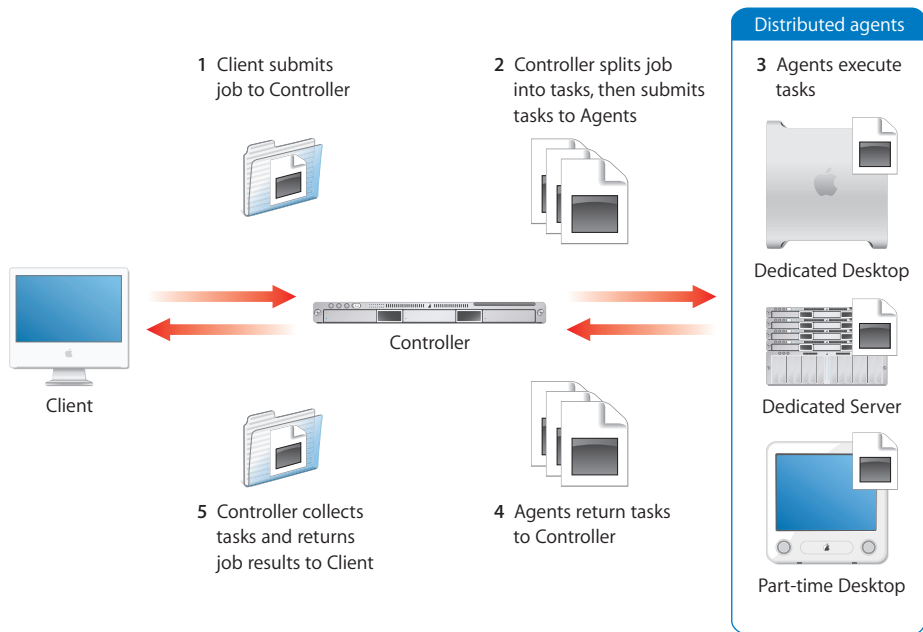 Distributed agents
1 Client submits
job to Controller
2 Controller splits job
into tasks, then submits
tasks to Agents
3 Agents execute
tasks
Dedicated Desktop
Controller
Client
Dedicated Server
5 Controller collects
tasks and returns
job results to Client
4 Agents return tasks
to Controller
Part-time Desktop